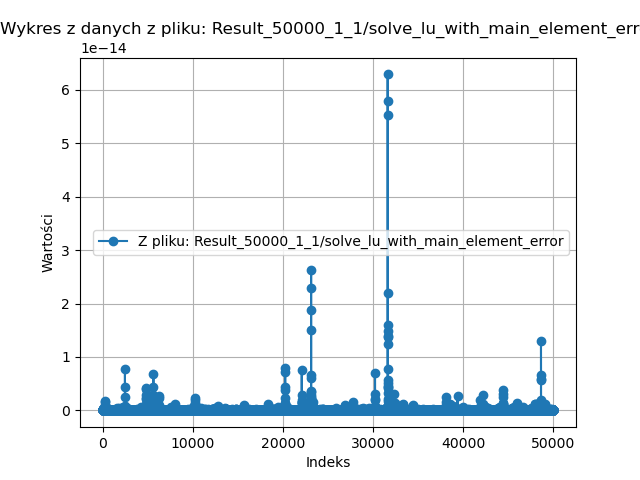 Wykres z danych z pliku: Result_50000_1_1/solve_lu_with_main_element_err
1e−14
6
5
4
3
2
1
0
Wartości
Z pliku: Result_50000_1_1/solve_lu_with_main_element_error
0 10000 20000 30000 40000 50000
Indeks